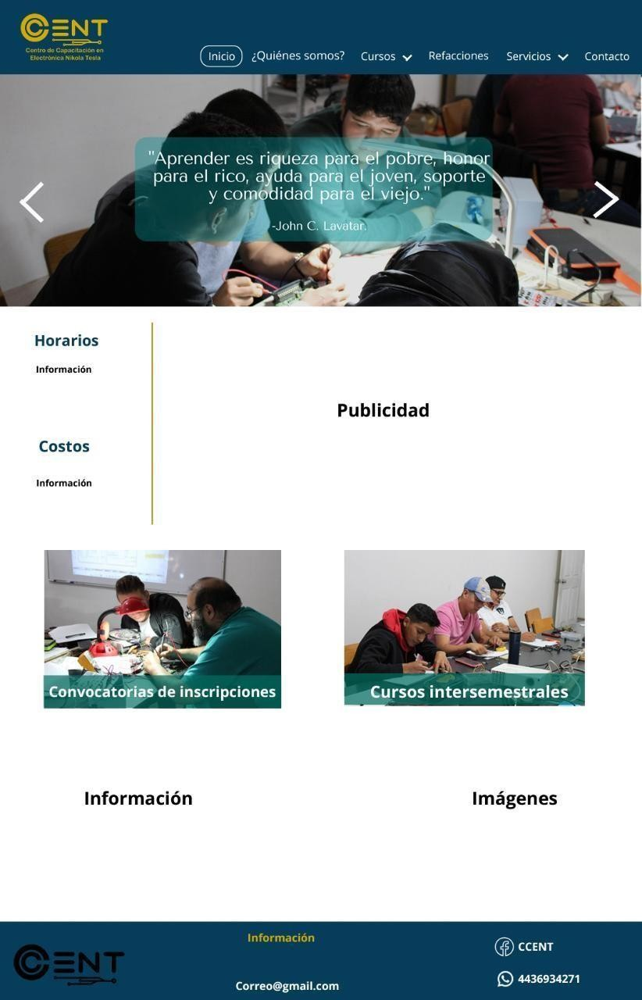 CCENT
Centro de Capacitación en
Electrónica Nikola Tesla
Inicio ¿Quiénes somos? Cursos Refacciones Servicios Contacto
"Aprender es riqueza para el pobre, honor
para el rico, ayuda para el joven, soporte
y comodidad para el viejo."
-John C. Lavatar.
Horarios
Información
Costos
Información
Publicidad
Convocatorias de inscripciones
Cursos intersemestrales
Información
Imágenes
CCENT
Información
Correo@gmail.com
CCENT
4436934271